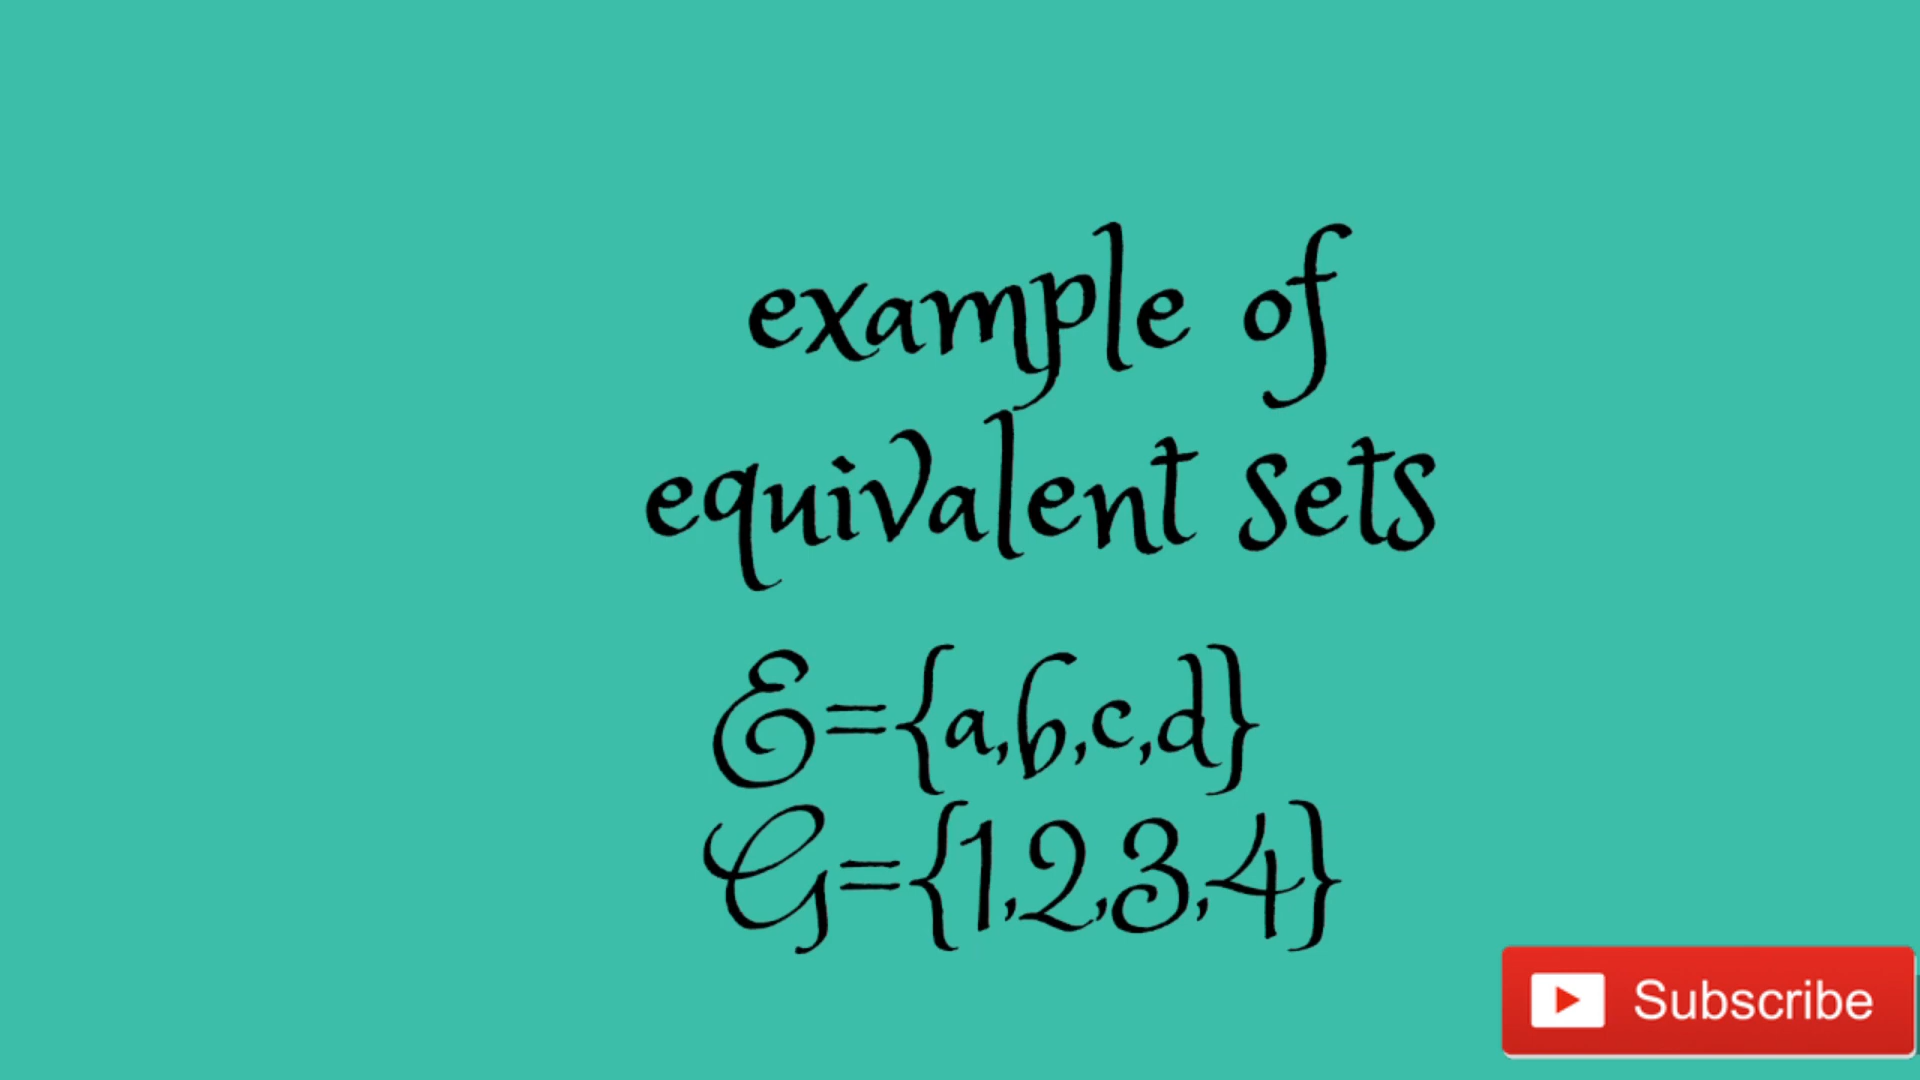 example of
equivalent sets
E={a,b,c,d}
G={1,2,3,4}
Subscribe